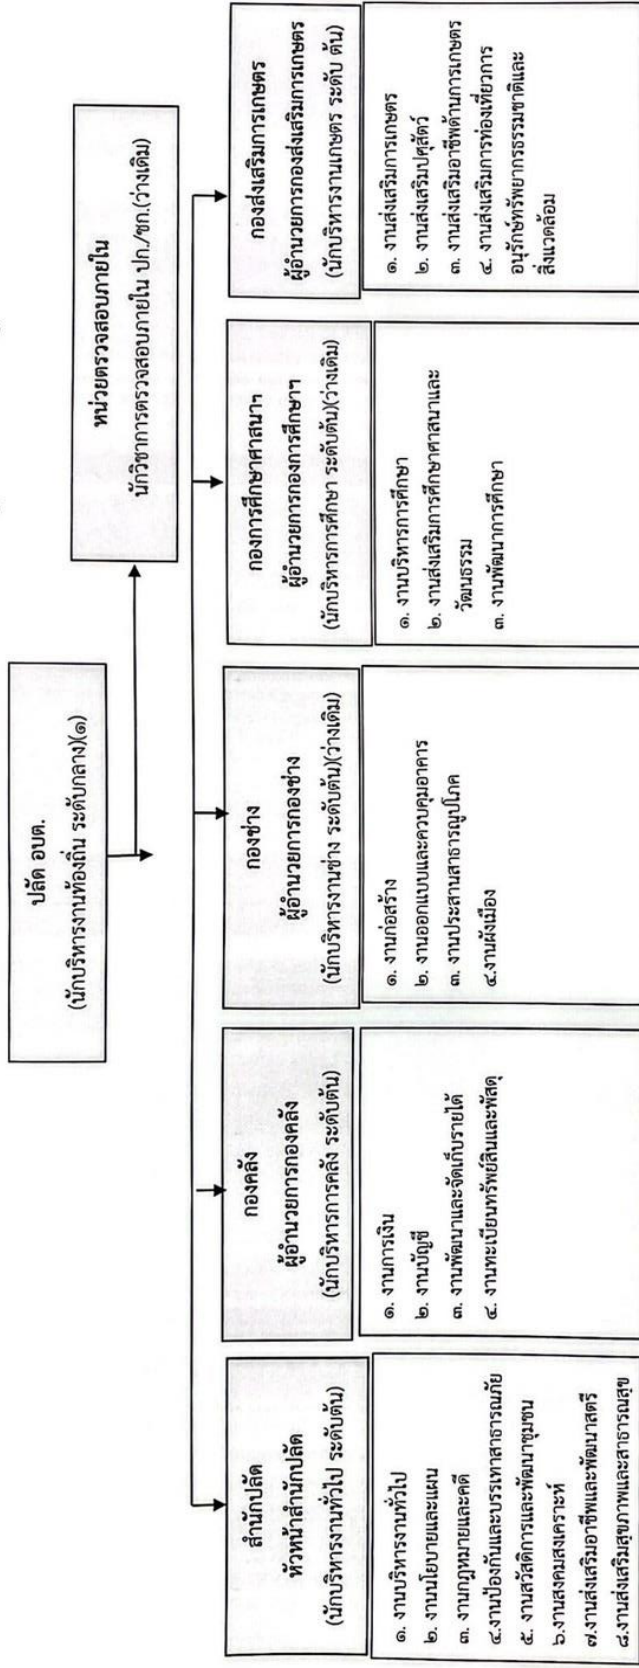 ปลัด อบต.
(นักบริหารงานท้องถิ่น ระดับกลาง)(๑)
หน่วยตรวจสอบภายใน
นักวิชาการตรวจสอบภายใน ปก./ชก.(ว่างเดิม)
สำนักปลัด
หัวหน้าสำนักปลัด
(นักบริหารงานทั่วไป ระดับต้น)
๑. งานบริหารงานทั่วไป
๒. งานนโยบายและแผน
๓. งานกฎหมายและคดี
๔.งานป้องกันและบรรเทาสาธารณภัย
๕. งานสวัสดิการและพัฒนาชุมชน
๖.งานสงคมสงเคราะห์
๗.งานส่งเสริมอาชีพและพัฒนาสตรี
๘.งานส่งเสริมสุขภาพและสาธารณสุข
กองคลัง
ผู้อำนวยการกองคลัง
(นักบริหารการคลัง ระดับต้น)
๑. งานการเงิน
๒. งานบัญชี
๓. งานพัฒนาและจัดเก็บรายได้
๔. งานทะเบียนทรัพย์สินและพัสดุ
กองช่าง
ผู้อำนวยการกองช่าง
(นักบริหารงานช่าง ระดับต้น)(ว่างเดิม)
๑. งานก่อสร้าง
๒. งานออกแบบและควบคุมอาคาร
๓. งานประสานสาธารณูปโภค
๔.งานผังเมือง
กองการศึกษาศาสนาฯ
ผู้อำนวยการกองการศึกษาฯ
(นักบริหารการศึกษา ระดับต้น)(ว่างเดิม)
๑. งานบริหารการศึกษา
๒. งานส่งเสริมการศึกษาศาสนาและ
วัฒนธรรม
๓. งานพัฒนาการศึกษา
กองส่งเสริมการเกษตร
ผู้อำนวยการกองส่งเสริมการเกษตร
(นักบริหารงานเกษตร ระดับ ต้น)
๑. งานส่งเสริมการเกษตร
๒. งานส่งเสริมปศุสัตว์
๓. งานส่งเสริมอาชีพด้านการเกษตร
๔. งานส่งเสริมการท่องเที่ยวการ
อนุรักษ์ทรัพยากรธรรมชาติและ
สิ่งแวดล้อม